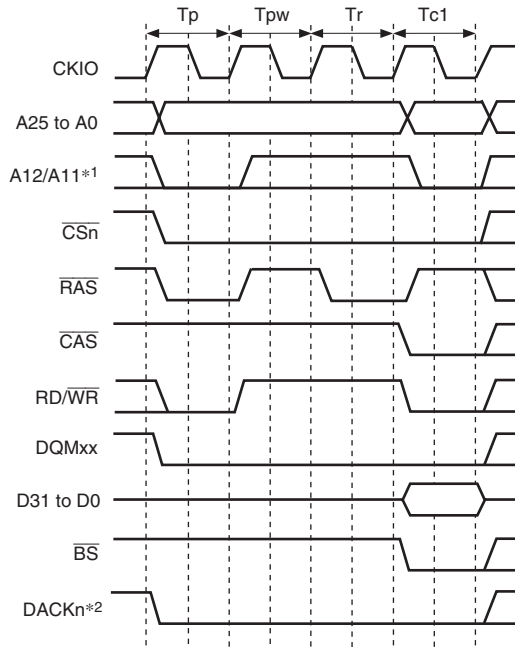 Tp Tpw Tr Tc1
CKIO
A25 to A0
A12/A11*1
CSn
RAS
CAS
RD/WR
DQMxx
D31 to D0
BS
DACKn*2